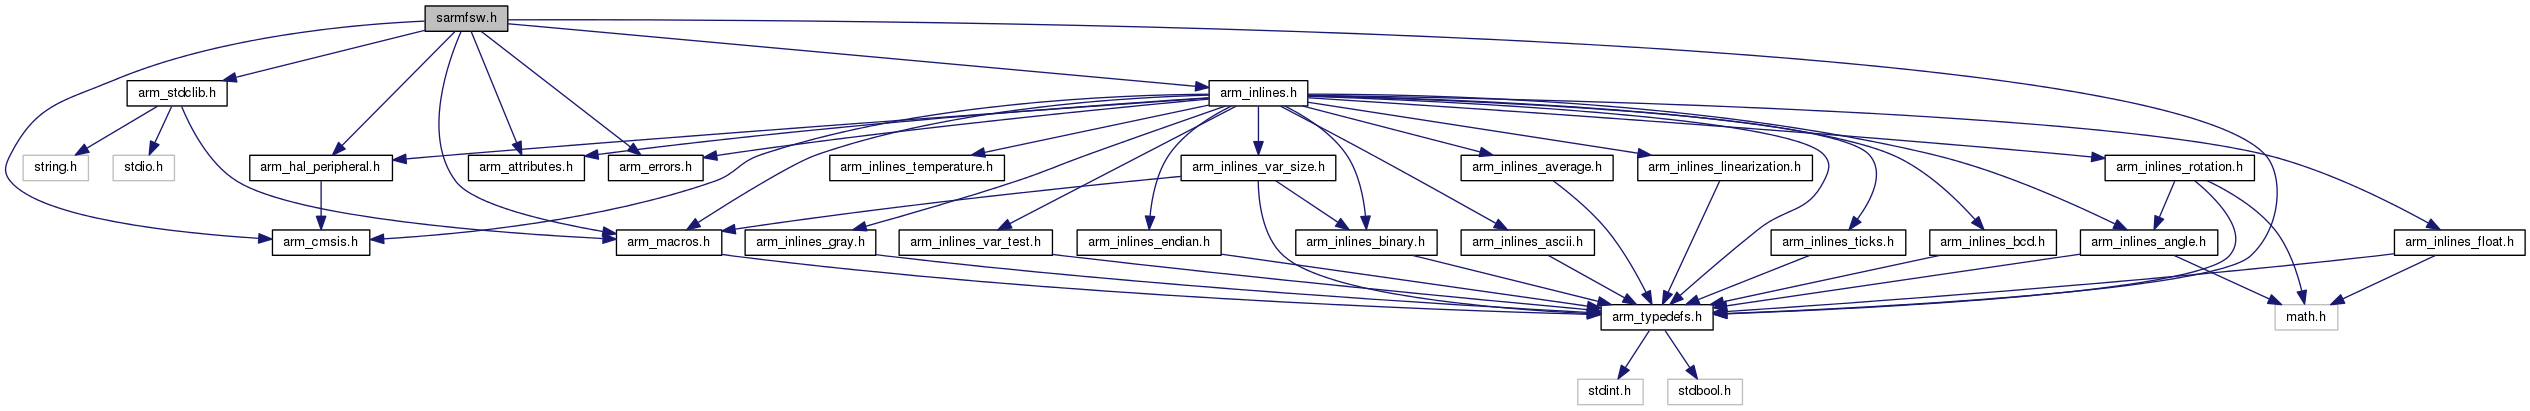 sarmfsw.h
arm_stdclib.h
arm_inlines.h
string.h
stdio.h
arm_hal_peripheral.h
arm_attributes.h
arm_errors.h
arm_inlines_temperature.h
arm_inlines_var_size.h
arm_inlines_average.h
arm_inlines_linearization.h
arm_inlines_rotation.h
arm_cmsis.h
arm_macros.h
arm_inlines_gray.h
arm_inlines_var_test.h
arm_inlines_endian.h
arm_inlines_binary.h
arm_inlines_ascii.h
arm_inlines_ticks.h
arm_inlines_bcd.h
arm_inlines_angle.h
arm_inlines_float.h
arm_typedefs.h
math.h
stdint.h
stdbool.h